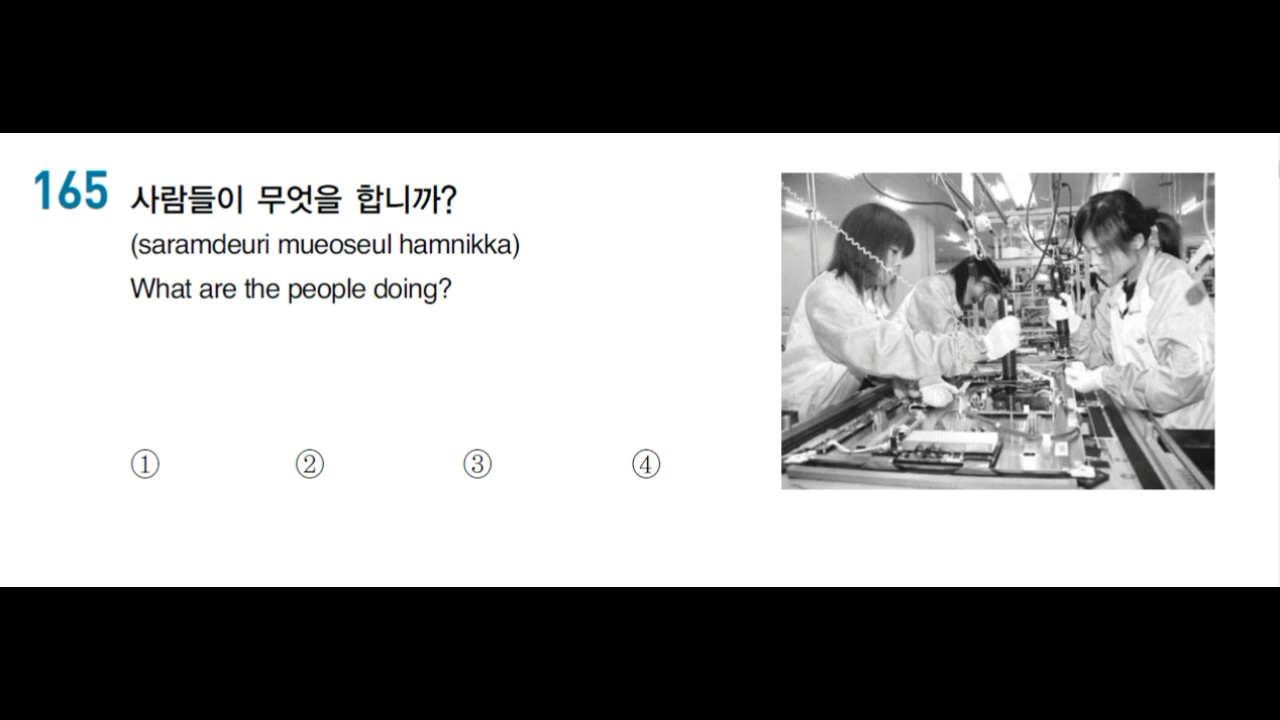 165 사람들이 무엇을 합니까?
(saramdeuri mueoseul hamnikka)
What are the people doing?
① ② ③ ④